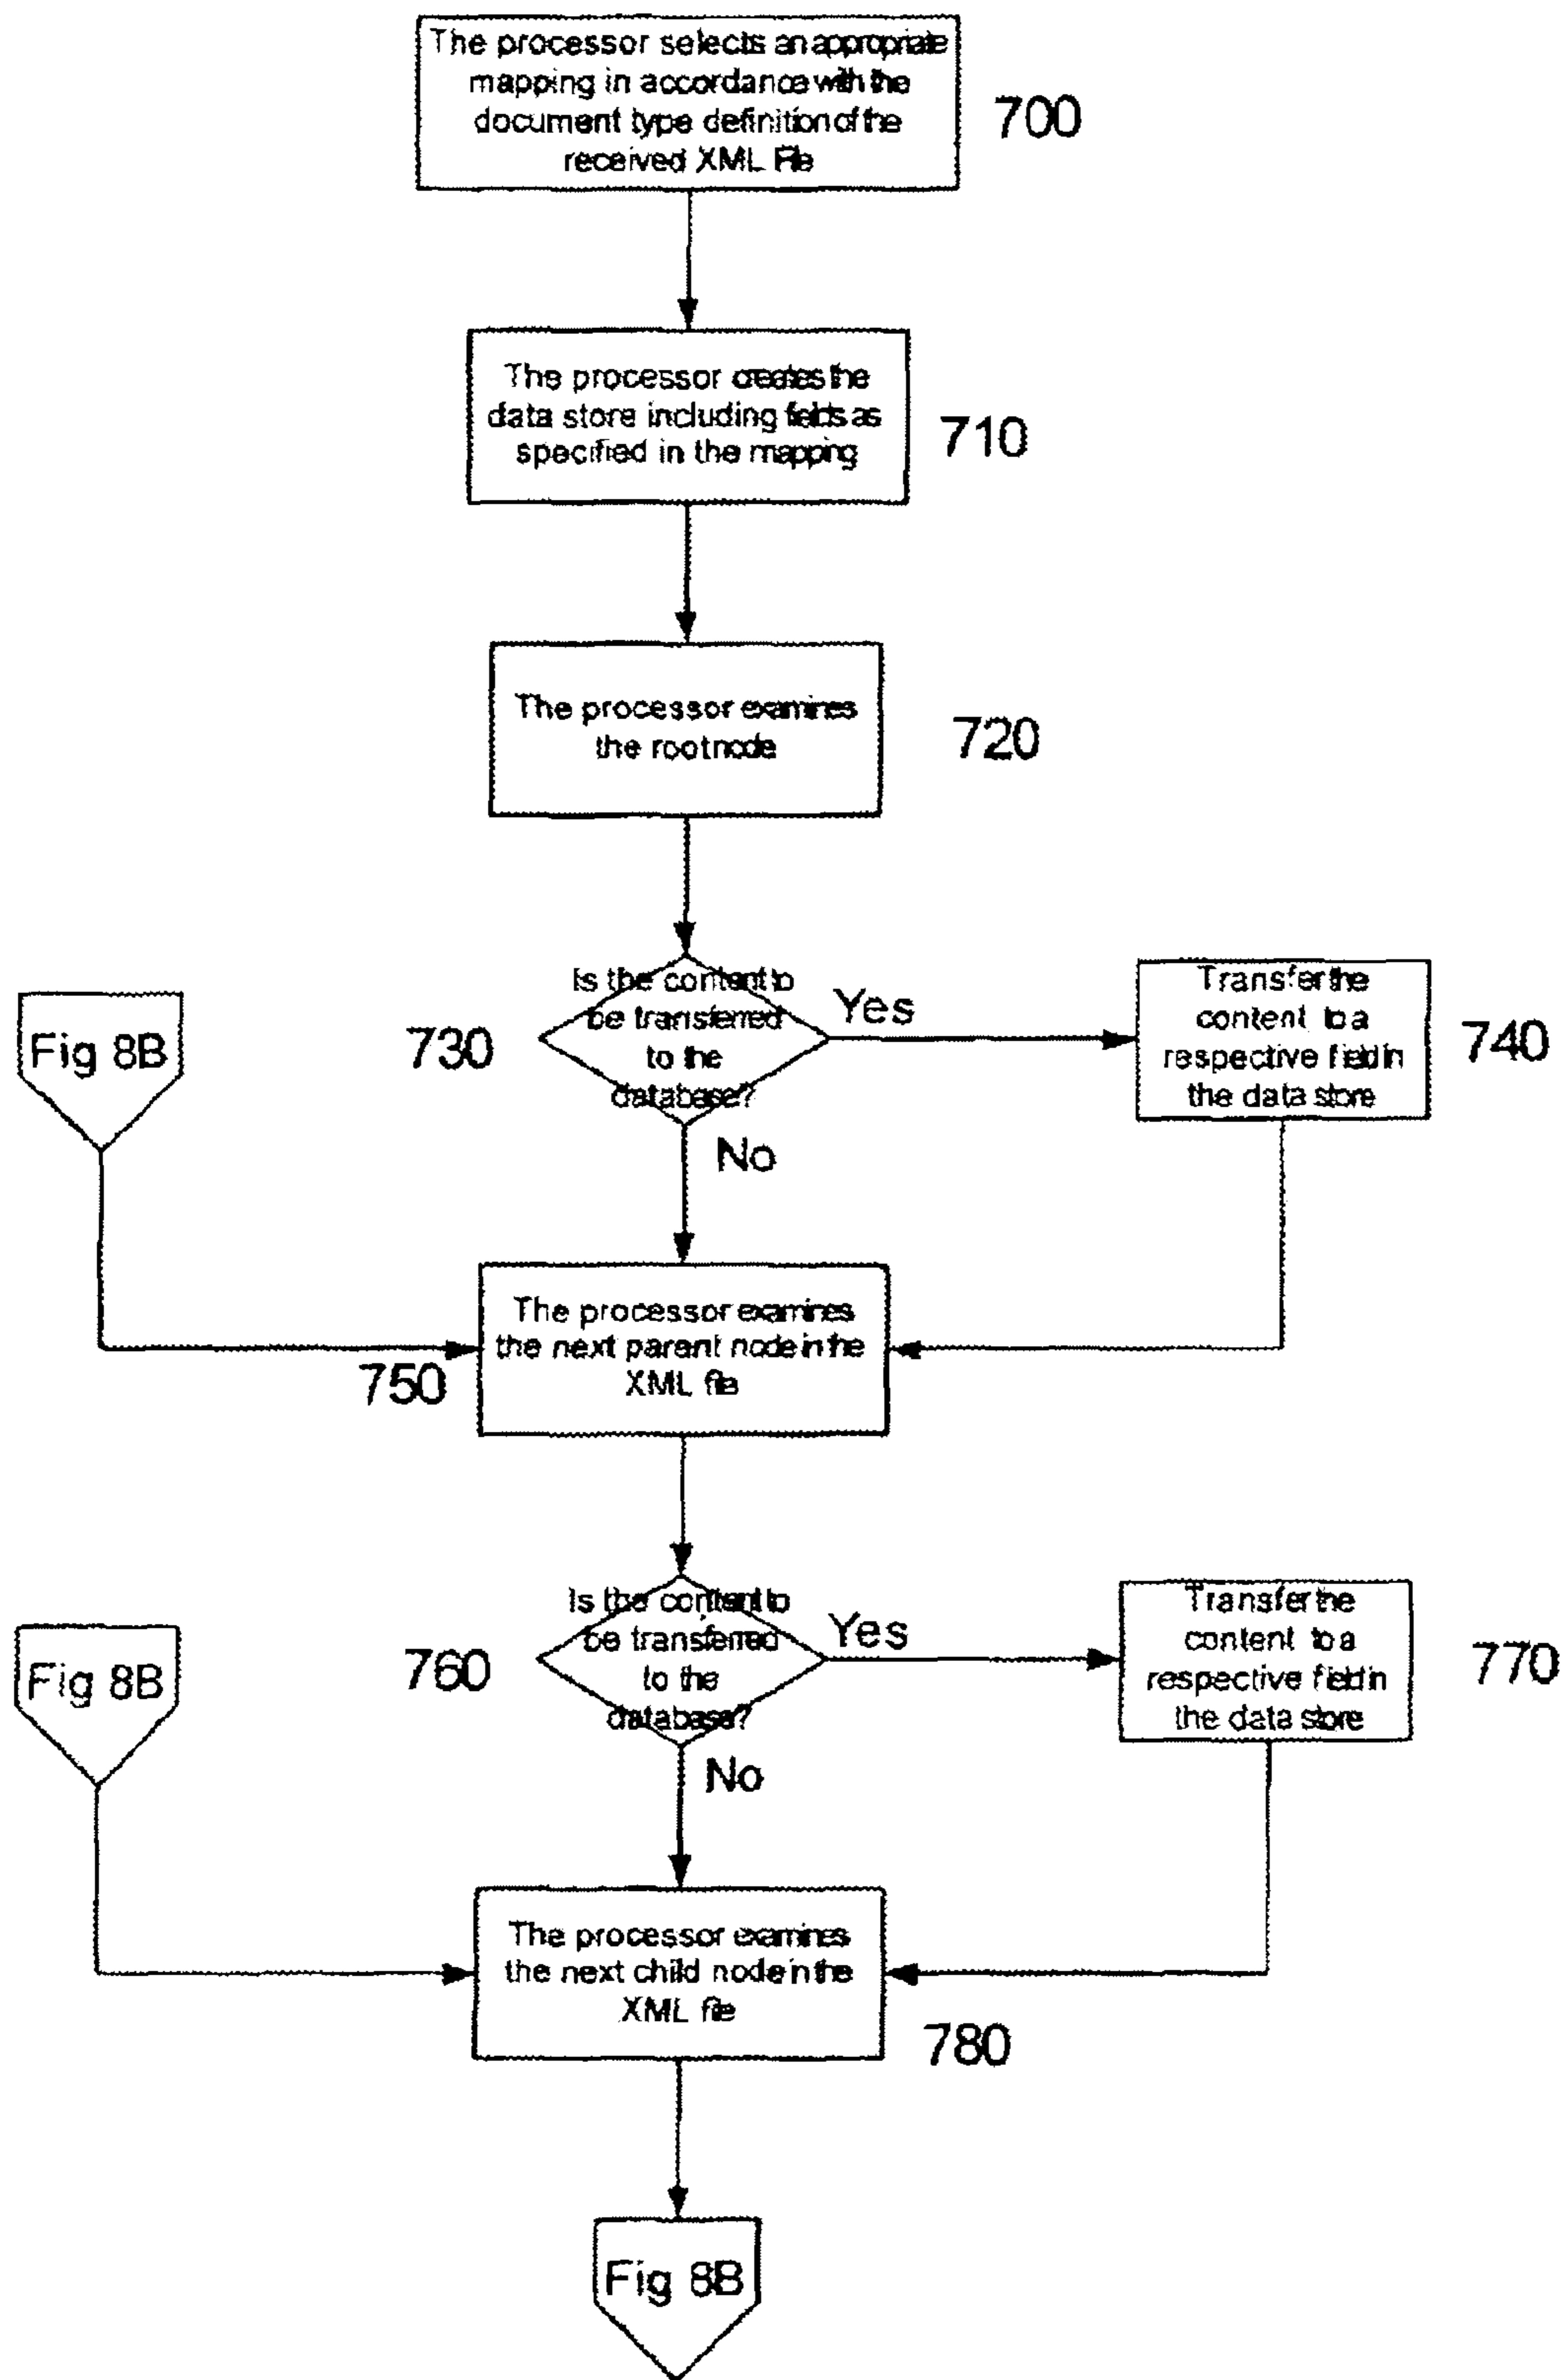 The processor selects an appropriate
mapping in accordance with the
document type definition of the
received XML File
700
The processor creates the
data store including fields as
specified in the mapping
710
The processor examines
the root node
720
Is the content to
be transferred
to the
database?
730
Yes
No
Transfer the
content to a
respective field in
the data store
740
Fig 8B
The processor examines
the next parent node in the
XML file
750
Is the content to
be transferred
to the
database?
760
Yes
No
Transfer the
content to a
respective field in
the data store
770
Fig 8B
The processor examines
the next child node in the
XML file
780
Fig 8B